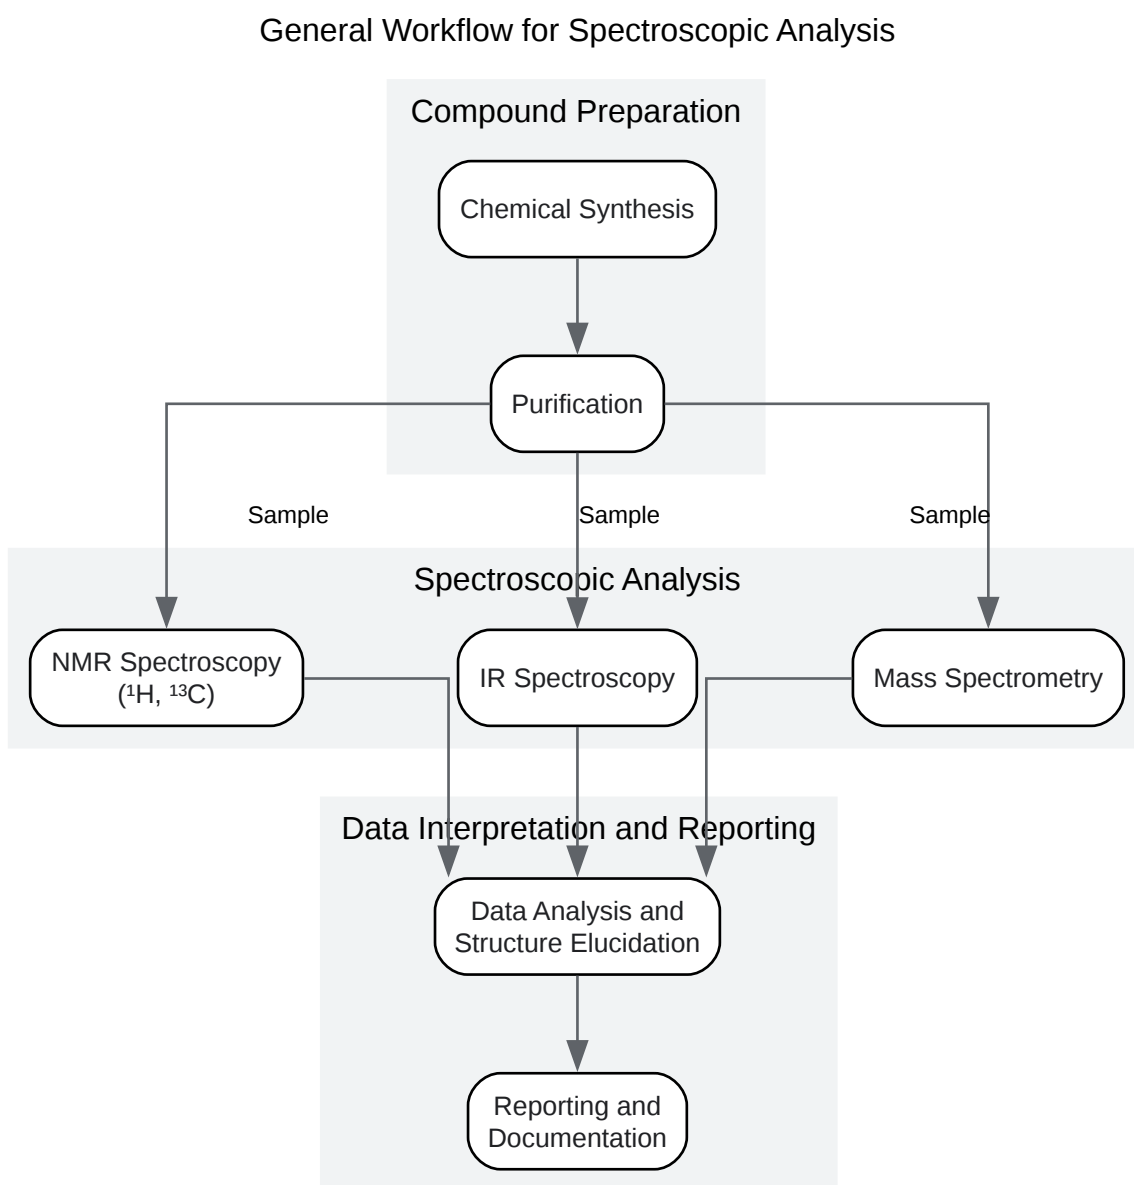 General Workflow for Spectroscopic Analysis
Compound Preparation
Chemical Synthesis
Purification
Sample
Sample
Sample
Spectroscopic Analysis
NMR Spectroscopy
(¹H, ¹³C)
IR Spectroscopy
Mass Spectrometry
Data Interpretation and Reporting
Data Analysis and
Structure Elucidation
Reporting and
Documentation